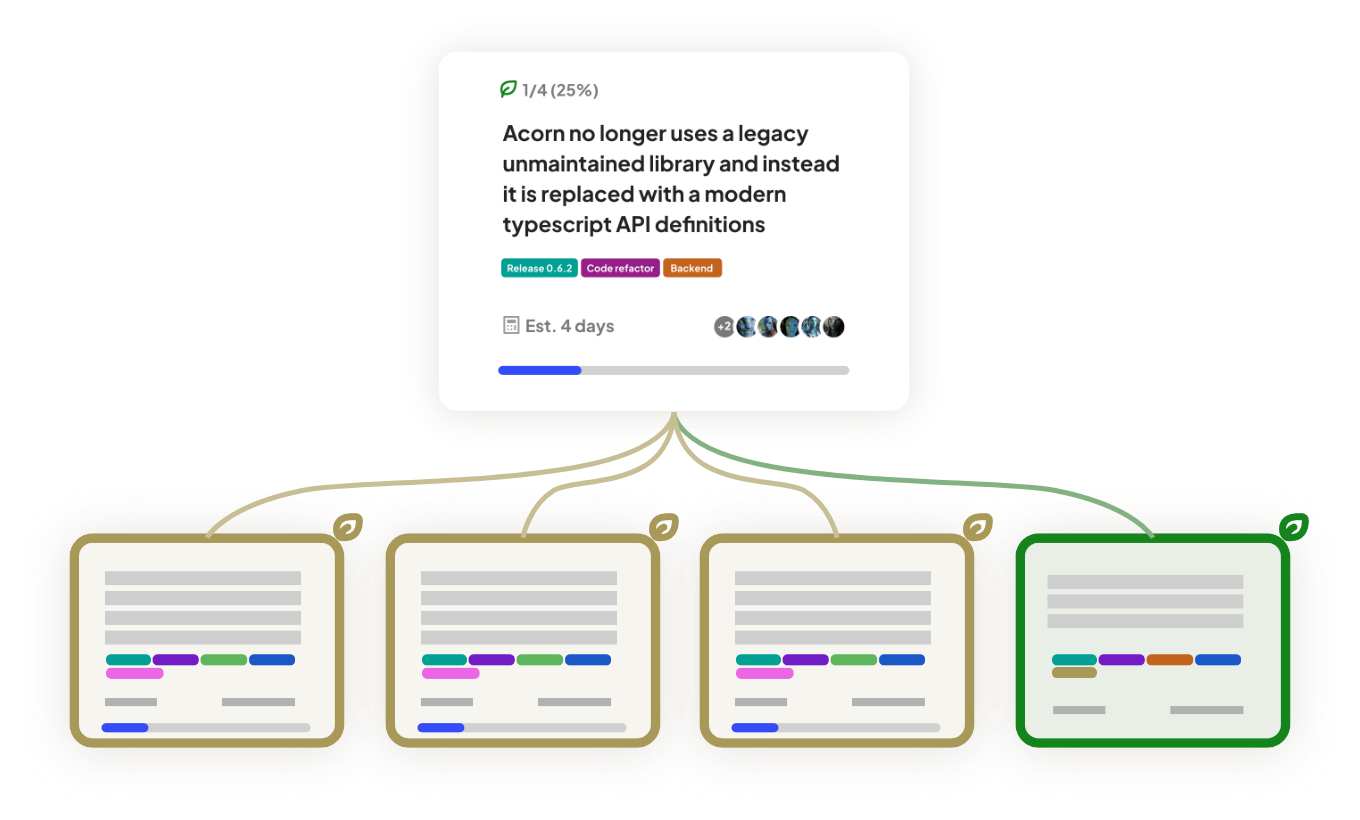 1/4 (25%)
Acorn no longer uses a legacy
unmaintained library and instead
it is replaced with a modern
typescript API definitions
Release 0.6.2 Code refactor Backend
Est. 4 days +2